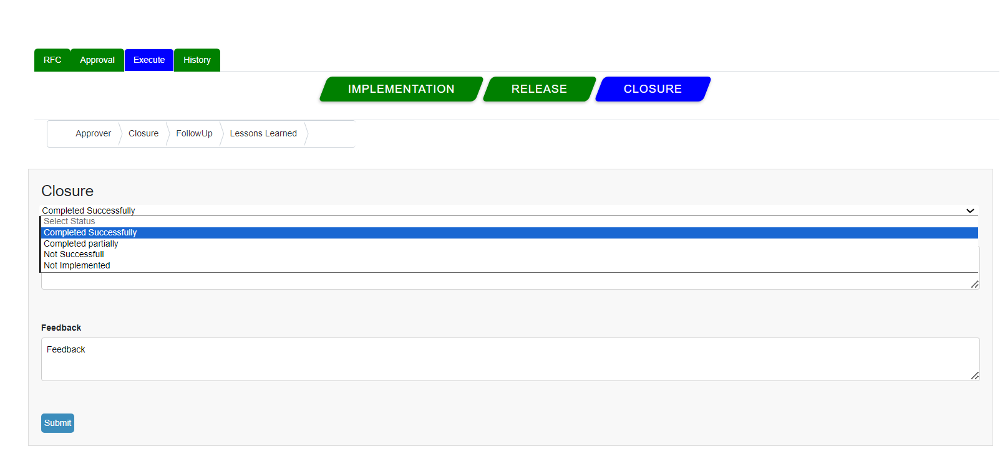 RFC Approval Execute History
IMPLEMENTATION RELEASE CLOSURE
Approver Closure FollowUp Lessons Learned
Closure
Completed Successfully
Select Status
Completed Successfully
Completed partially
Not Successfull
Not Implemented
Feedback
Feedback
Submit